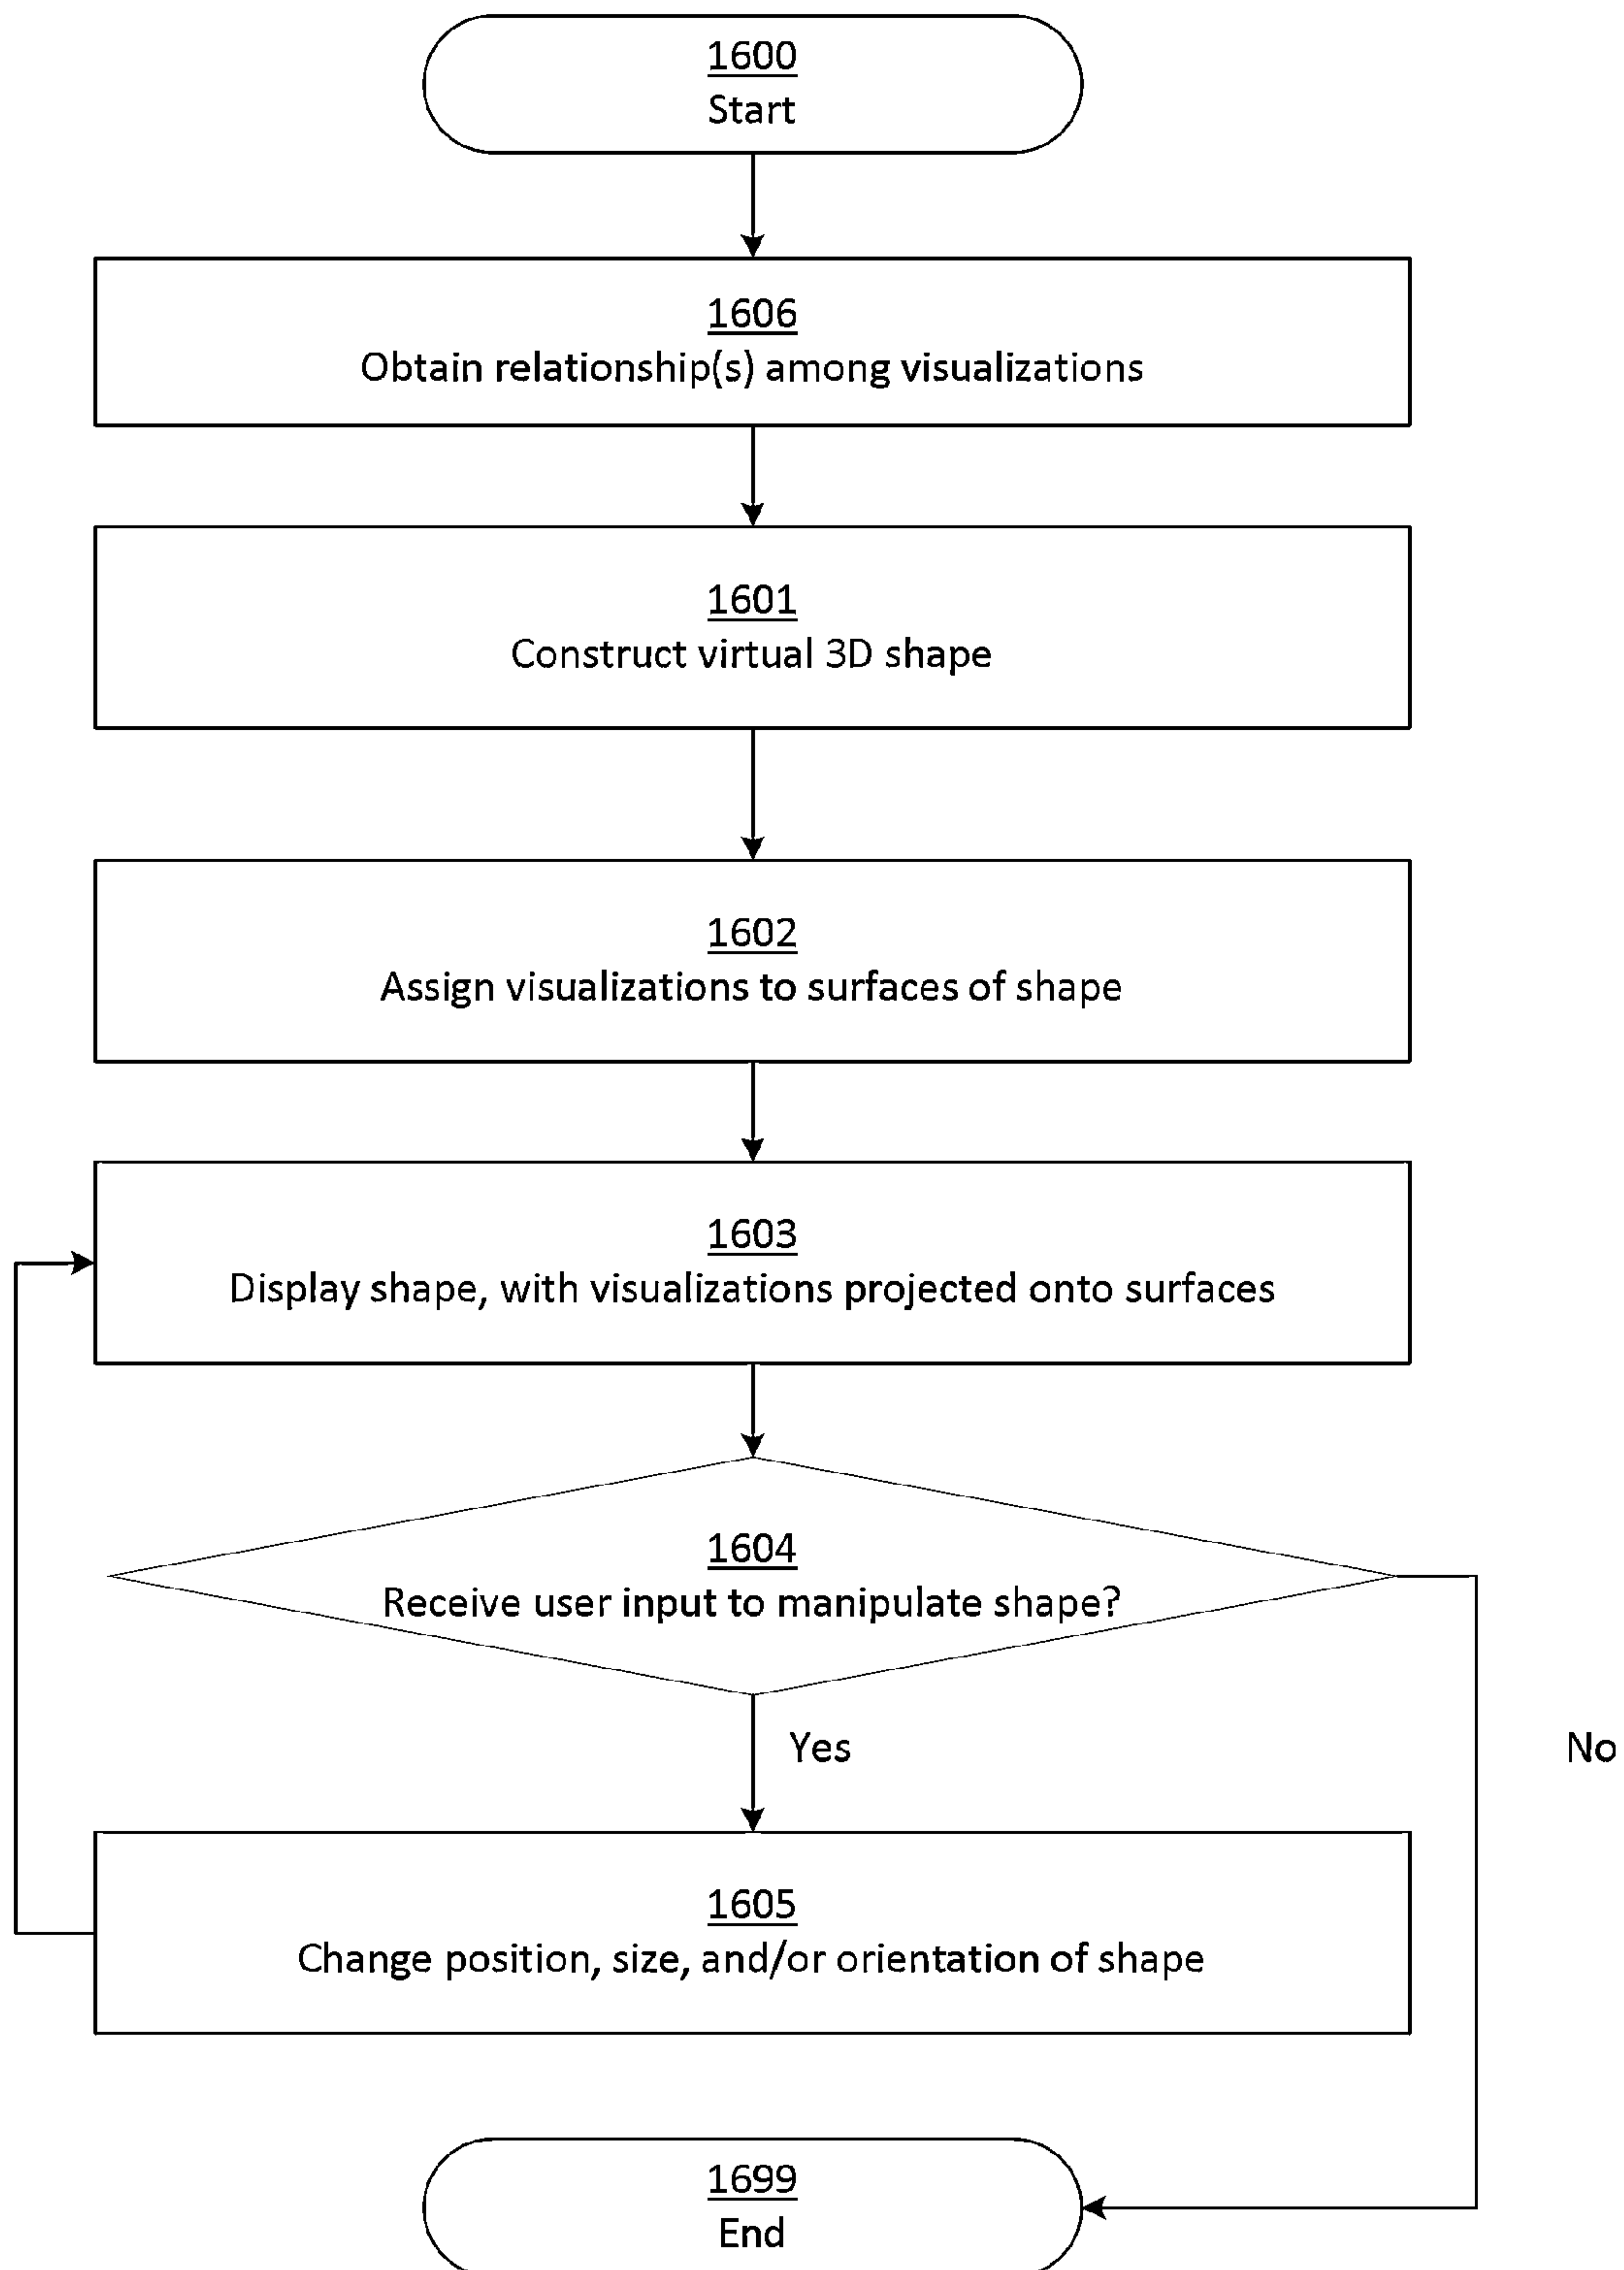 1600
Start
1606
Obtain relationship(s) among visualizations
1601
Construct virtual 3D shape
1602
Assign visualizations to surfaces of shape
1603
Display shape, with visualizations projected onto surfaces
1604
Receive user input to manipulate shape?
Yes
No
1605
Change position, size, and/or orientation of shape
1699
End